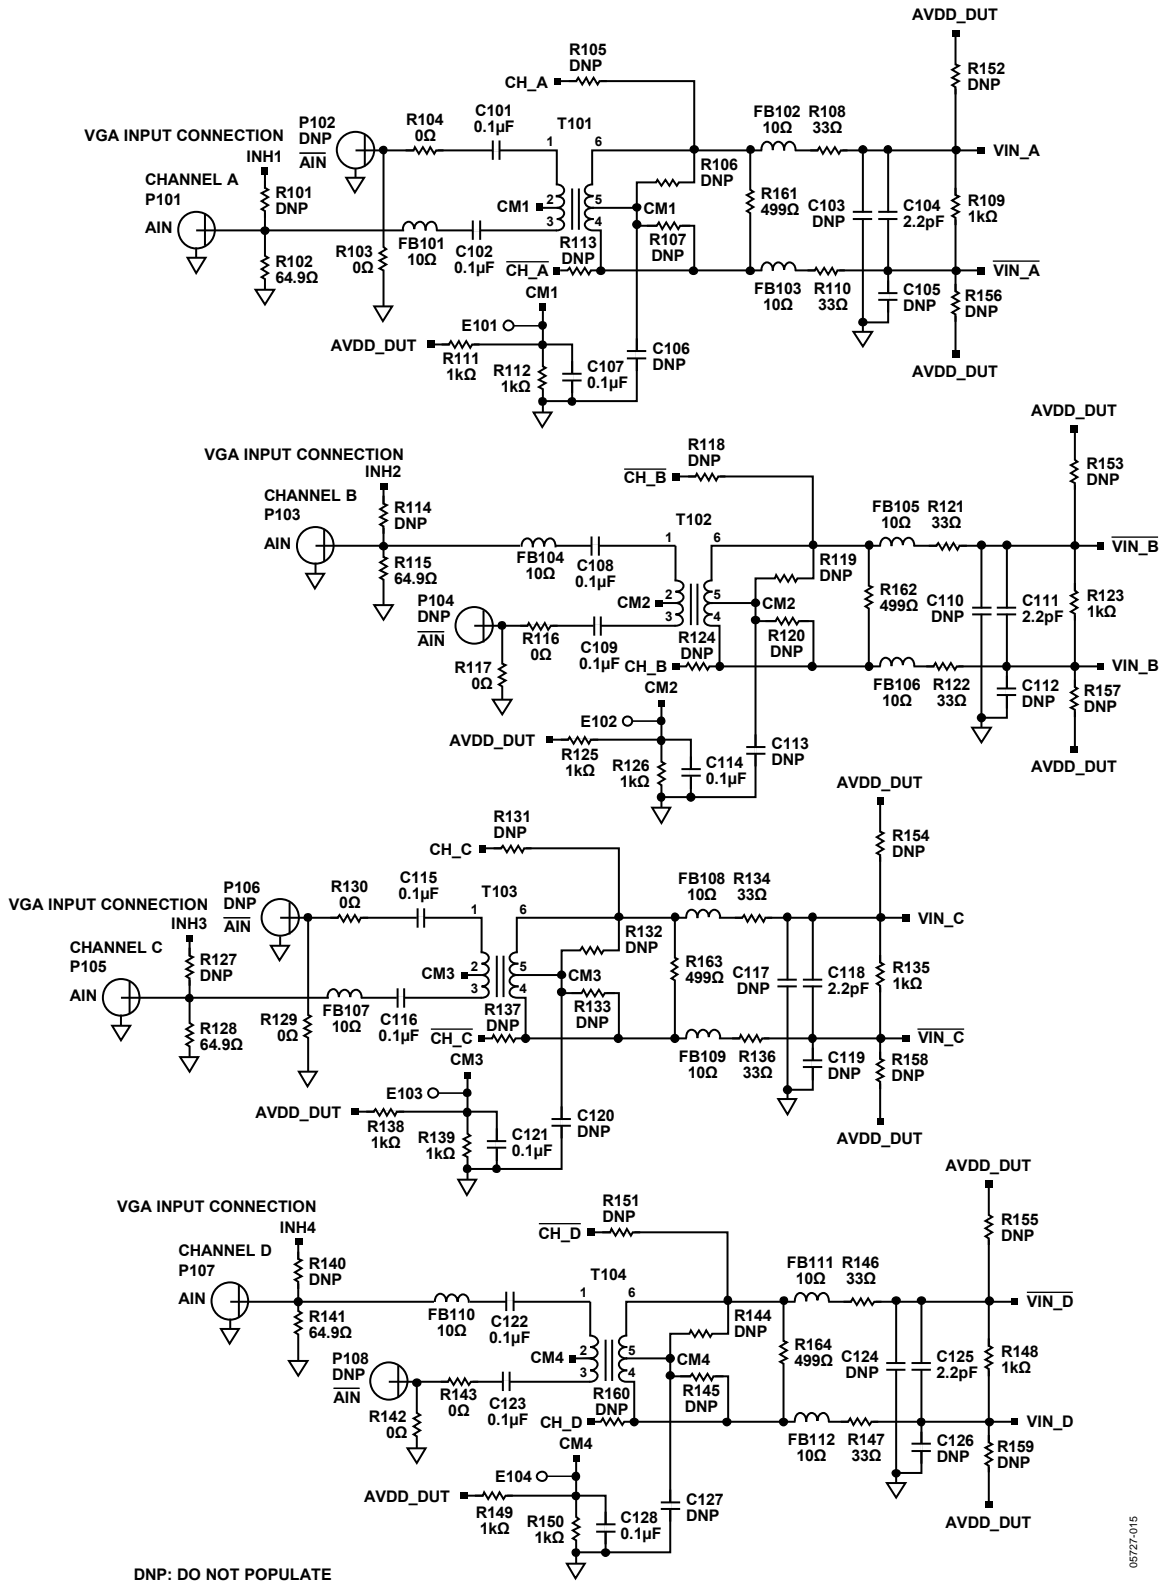 AVDD_DUT
R105
DNP
CH_A
R152
DNP
VGA INPUT CONNECTION
INH1
P102
DNP
AIN
R104
0Ω
C101
0.1µF
T101
1
2
3
6
5
4
FB102
10Ω
R108
33Ω
VIN_A
CHANNEL A
P101
AIN
R101
DNP
R102
64.9Ω
R103
0Ω
FB101
10Ω
C102
0.1µF
CM1
CM1
R106
DNP
R107
DNP
R113
DNP
CH_A
R161
499Ω
C103
DNP
C104
2.2pF
R109
1kΩ
FB103
10Ω
R110
33Ω
C105
DNP
VIN_A
R156
DNP
AVDD_DUT
CM1
E101
AVDD_DUT
R111
1kΩ
R112
1kΩ
C107
0.1µF
C106
DNP
AVDD_DUT
R118
DNP
CH_B
R153
DNP
VGA INPUT CONNECTION
INH2
CHANNEL B
P103
AIN
R114
DNP
R115
64.9Ω
FB104
10Ω
C108
0.1µF
T102
1
2
3
6
5
4
FB105
10Ω
R121
33Ω
VIN_B
P104
DNP
AIN
R116
0Ω
R117
0Ω
C109
0.1µF
CM2
CM2
R119
DNP
R120
DNP
R124
DNP
CH_B
R162
499Ω
C110
DNP
C111
2.2pF
R123
1kΩ
FB106
10Ω
R122
33Ω
C112
DNP
VIN_B
R157
DNP
AVDD_DUT
CM2
E102
AVDD_DUT
R125
1kΩ
R126
1kΩ
C114
0.1µF
C113
DNP
AVDD_DUT
R131
DNP
CH_C
R154
DNP
VGA INPUT CONNECTION
INH3
P106
DNP
AIN
R130
0Ω
C115
0.1µF
T103
1
2
3
6
5
4
FB108
10Ω
R134
33Ω
VIN_C
CHANNEL C
P105
AIN
R127
DNP
R128
64.9Ω
R129
0Ω
FB107
10Ω
C116
0.1µF
CM3
CM3
R132
DNP
R133
DNP
R137
DNP
CH_C
R163
499Ω
C117
DNP
C118
2.2pF
R135
1kΩ
FB109
10Ω
R136
33Ω
C119
DNP
VIN_C
R158
DNP
AVDD_DUT
CM3
E103
AVDD_DUT
R138
1kΩ
R139
1kΩ
C121
0.1µF
C120
DNP
AVDD_DUT
R151
DNP
CH_D
R155
DNP
VGA INPUT CONNECTION
INH4
CHANNEL D
P107
AIN
R140
DNP
R141
64.9Ω
FB110
10Ω
C122
0.1µF
T104
1
2
3
6
5
4
FB111
10Ω
R146
33Ω
VIN_D
P108
DNP
AIN
R143
0Ω
R142
0Ω
C123
0.1µF
CM4
CM4
R144
DNP
R145
DNP
R160
DNP
CH_D
R164
499Ω
C124
DNP
C125
2.2pF
R148
1kΩ
FB112
10Ω
R147
33Ω
C126
DNP
VIN_D
R159
DNP
AVDD_DUT
CM4
E104
AVDD_DUT
R149
1kΩ
R150
1kΩ
C128
0.1µF
C127
DNP
DNP: DO NOT POPULATE
05727-015